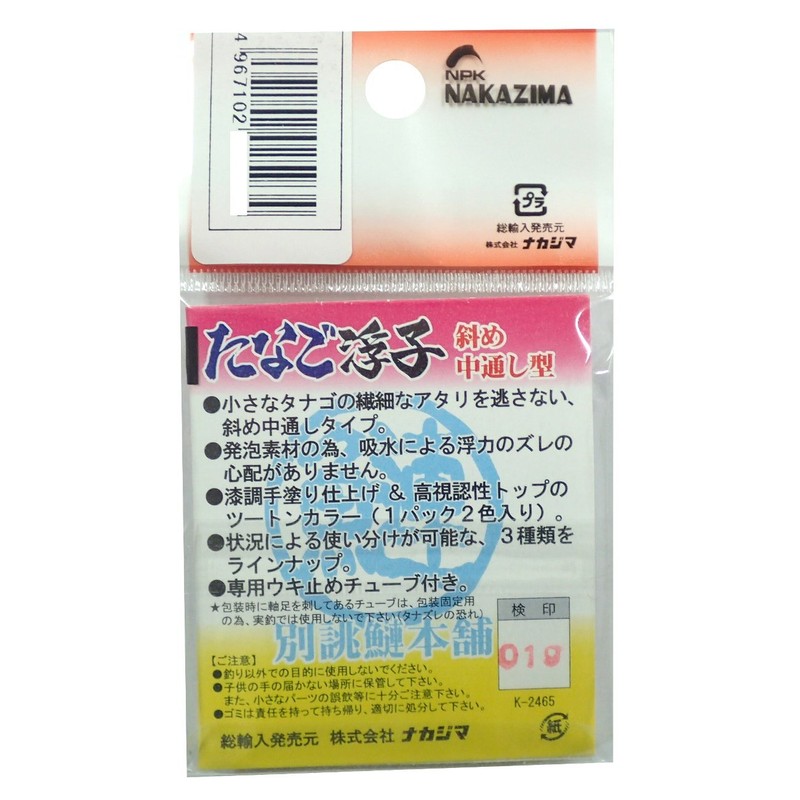 4 967102
NPK
NAKAZIMA
プラ
総輸入発売元
株式会社 ナカジマ
たなご浮子 斜め
中通し型
●小さなタナゴの繊細なアタリを逃さない、
斜め中通しタイプ。
●発泡素材の為、吸水による浮力のズレの
心配がありません。
●漆調手塗り仕上げ & 高視認性トップの
ツートンカラー（1パック2色入り）。
●状況による使い分けが可能な、3種類を
ラインナップ。
●専用ウキ止めチューブ付き。
★包装時に軸足を刺してあるチューブは、包装固定用
の為、実釣では使用しないで下さい（タナズレの恐れ）
別誂鰱本舗
検印
019
【ご注意】
●釣り以外での目的に使用しないでください。
●子供の手の届かない場所に保管して下さい。
また、小さなパーツの誤飲等に十分ご注意下さい。
●ゴミは責任を持って持ち帰り、適切に処分して下さい。
K-2465
紙
総輸入発売元 株式会社 ナカジマ